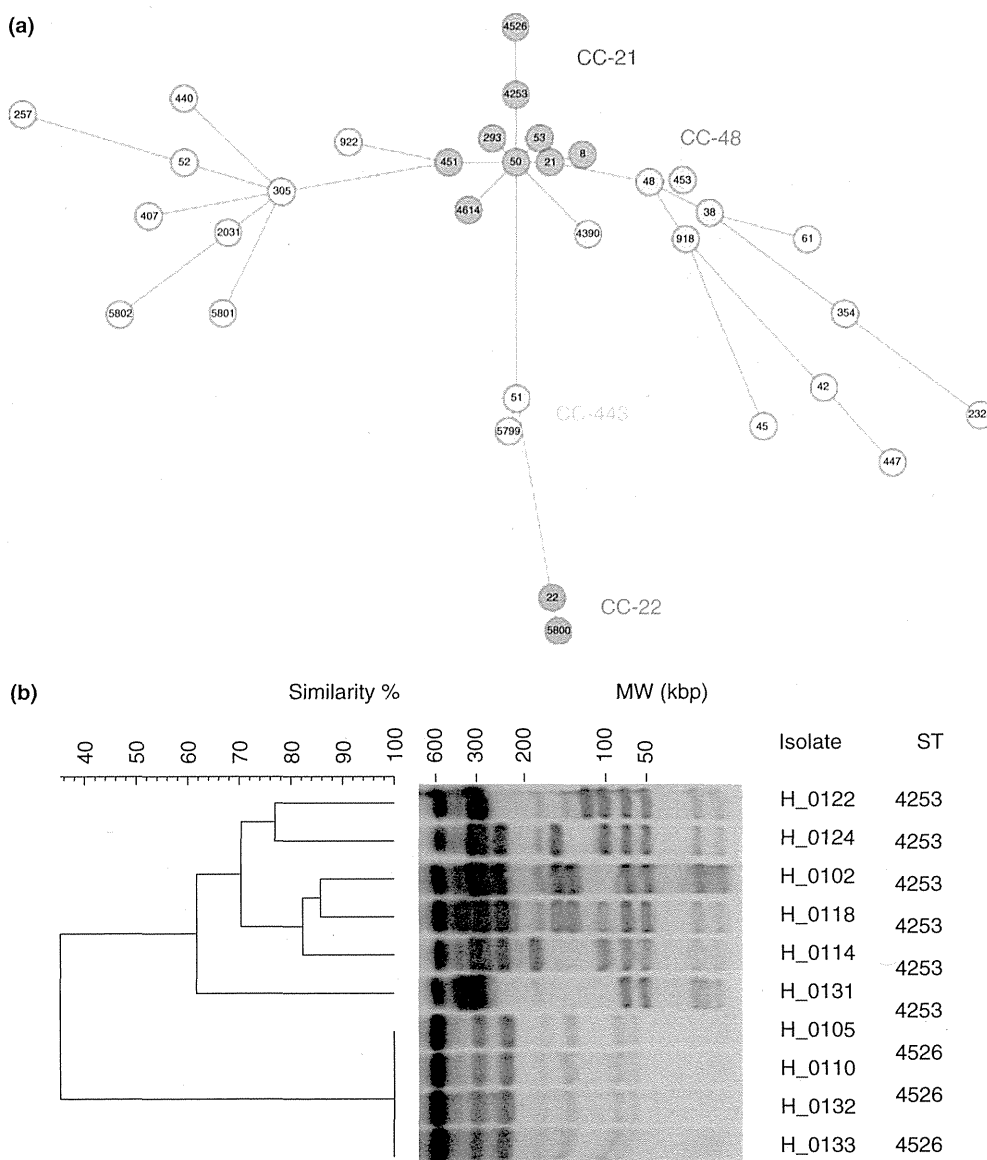 (a)
4526
CC-21
4253
440
257
293
53
CC-48
922
8
52
451
50
21
48
453
305
407
4614
38
2031
4390
918
61
5802
5801
354
51
42
CC-443
232
5799
45
447
22
CC-22
5800
(b)
Similarity %
MW (kbp)
40 50 60 70 80 90 100
600 300 200 100 50
Isolate ST
H_0122 4253
H_0124 4253
H_0102 4253
H_0118 4253
H_0114 4253
H_0131 4253
H_0105 4526
H_0110 4526
H_0132
H_0133 4526